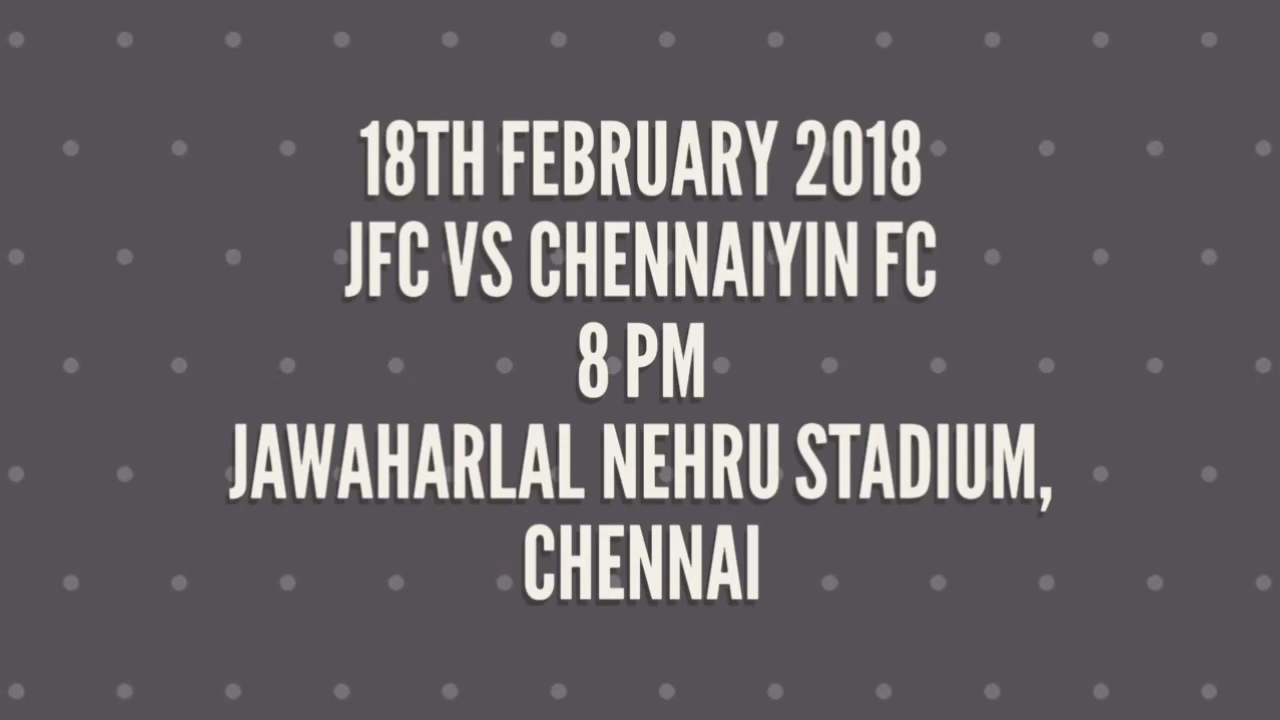 18TH FEBRUARY 2018
JFC VS CHENNAIYIN FC
8 PM
JAWAHARLAL NEHRU STADIUM,
CHENNAI